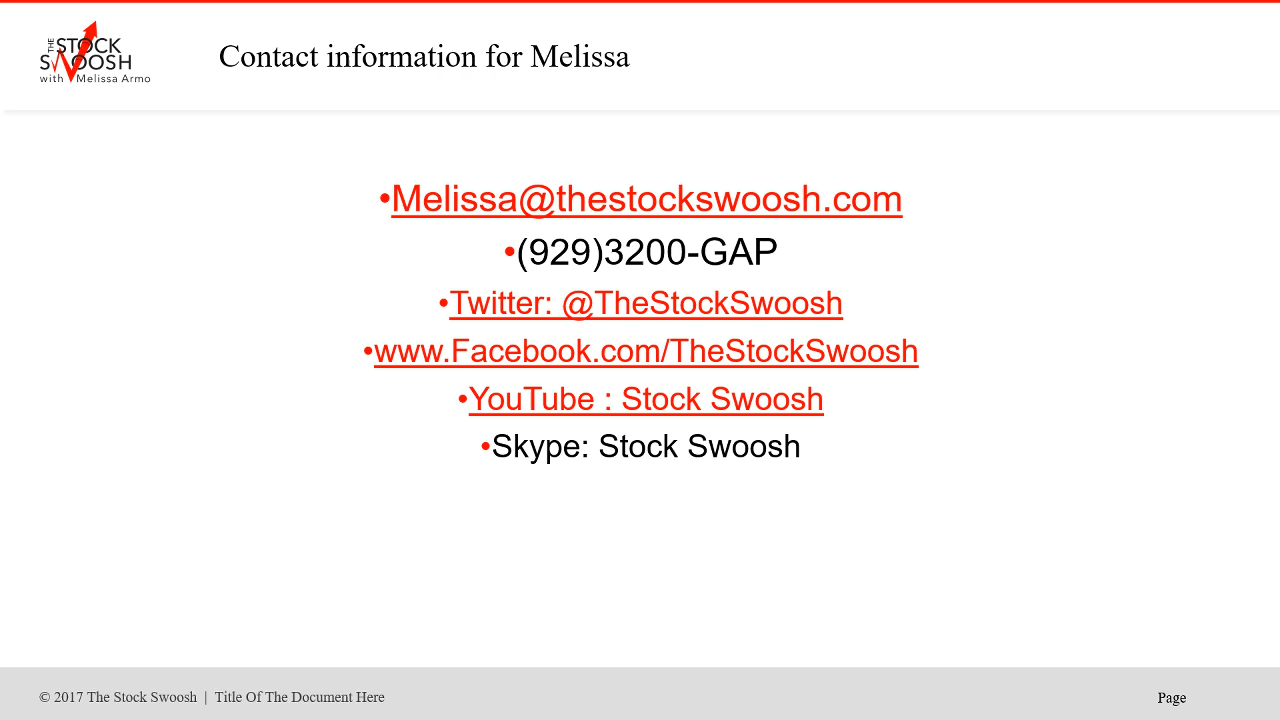 THE STOCK
SWOOSH
with Melissa Armo
Contact information for Melissa
•Melissa@thestockswoosh.com
•(929)3200-GAP
•Twitter: @TheStockSwoosh
•www.Facebook.com/TheStockSwoosh
•YouTube : Stock Swoosh
•Skype: Stock Swoosh
© 2017 The Stock Swoosh | Title Of The Document Here
Page